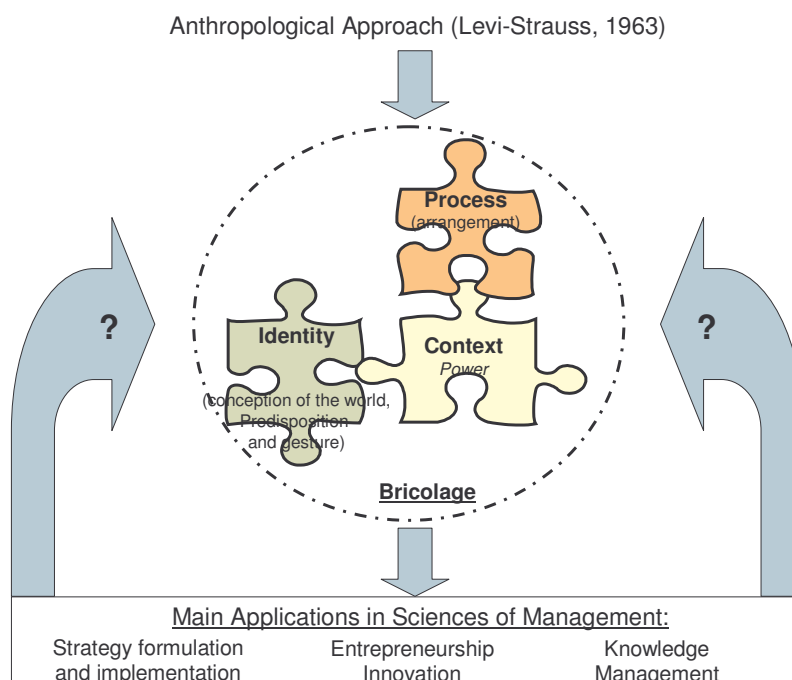 Anthropological Approach (Levi-Strauss, 1963)
Process
(arrangement)
?
?
Identity
Context
Power
(conception of the world,
Predisposition
and gesture)
Bricolage
Main Applications in Sciences of Management:
Strategy formulation Entrepreneurship Knowledge
and implementation Innovation Management